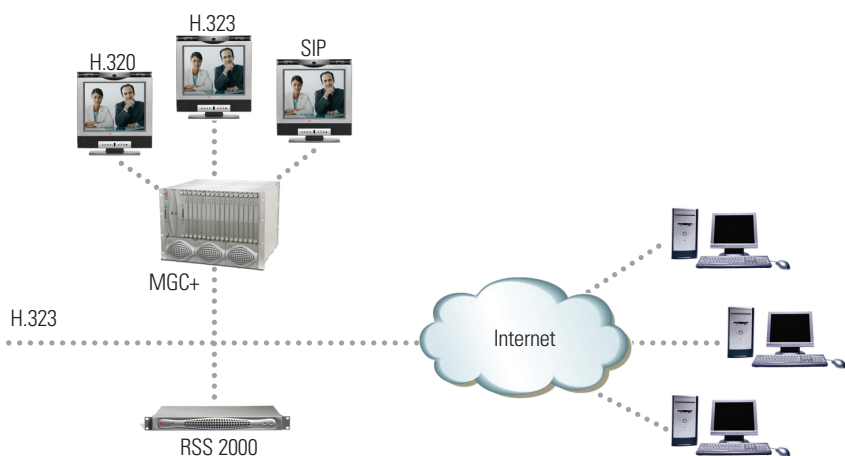 H.323
H.320
SIP
MGC+
H.323
Internet
RSS 2000